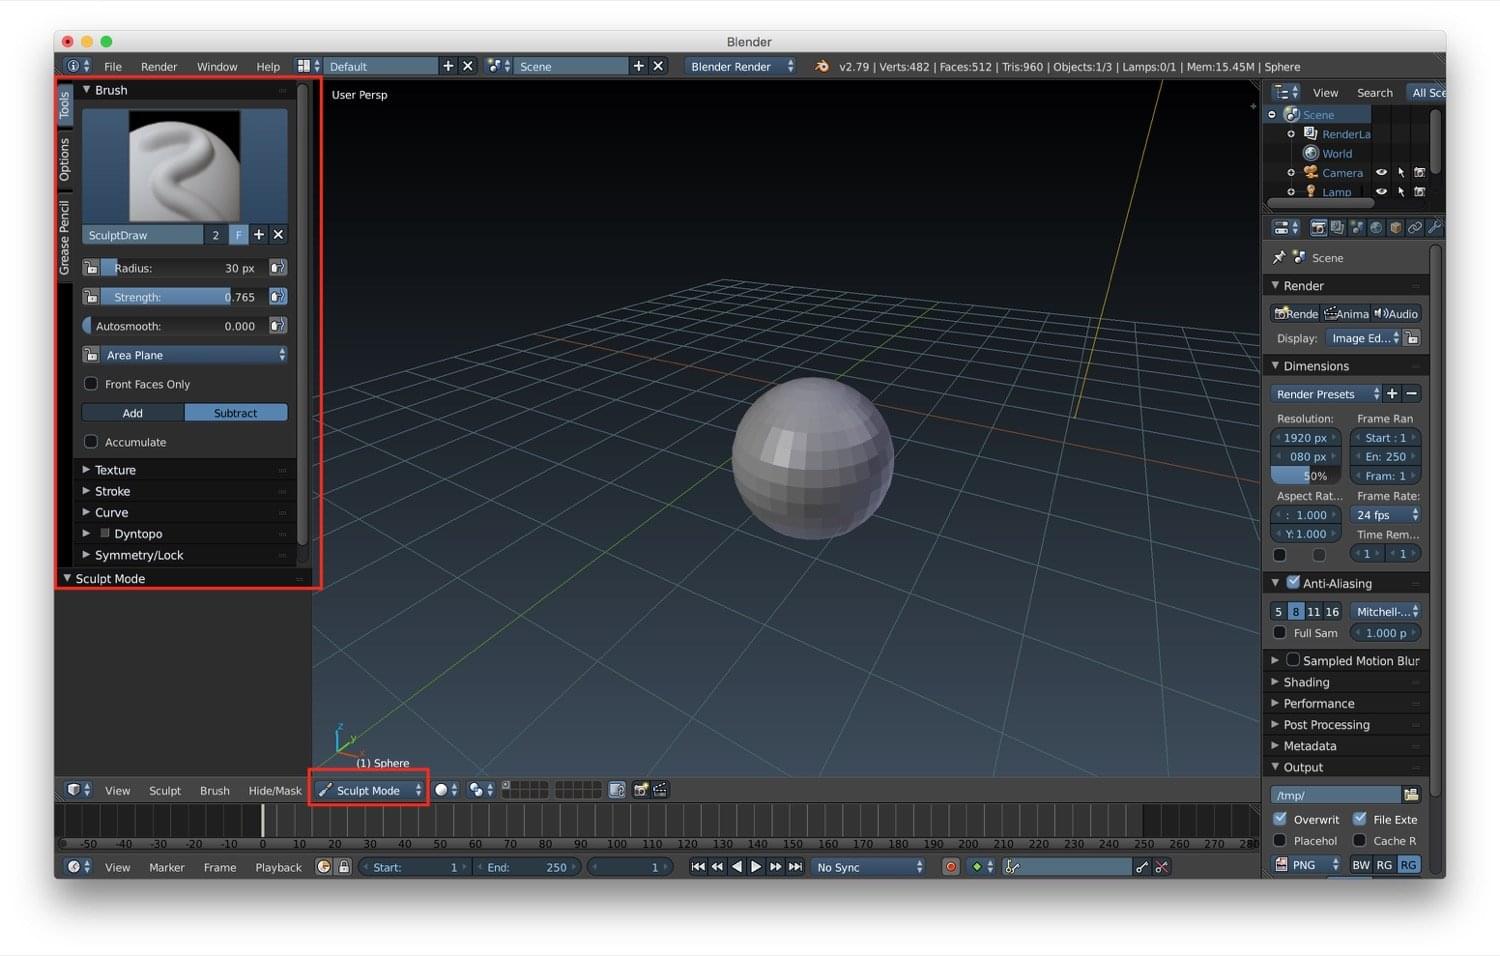 Blender
File Render Window Help Default Scene Blender Render v2.79 | Verts:482 | Faces:512 | Tris:960 | Objects:1/3 | Lamps:0/1 | Mem:15.45M | Sphere
Tools
Options
Grease Pencil
Brush
SculptDraw 2 F
Radius: 30 px
Strength: 0.765
Autosmooth: 0.000
Area Plane
Front Faces Only
Add Subtract
Accumulate
Texture
Stroke
Curve
Dyntopo
Symmetry/Lock
Sculpt Mode
User Persp
z
y
x
(1) Sphere
View Sculpt Brush Hide/Mask Sculpt Mode
-50 -40 -30 -20 -10 0 10 20 30 40 50 60 70 80 90 100 110 120 130 140 150 160 170 180 190 200 210 220 230 240 250 260 270 280
View Marker Frame Playback Start: 1 End: 250 1 No Sync
View Search All Sce
Scene
RenderLa
World
Camera
Lamp
Scene
Render
Rende Anima Audio
Display: Image Ed...
Dimensions
Render Presets
Resolution: Frame Ran
1920 px Start : 1
080 px En: 250
50% Fram: 1
Aspect Rat... Frame Rate:
: 1.000 24 fps
Y: 1.000 Time Rem...
1 1
Anti-Aliasing
5 8 11 16 Mitchell-...
Full Sam 1.000 p
Sampled Motion Blur
Shading
Performance
Post Processing
Metadata
Output
/tmp/
Overwrit File Exte
Placehol Cache R
PNG BW RG RG